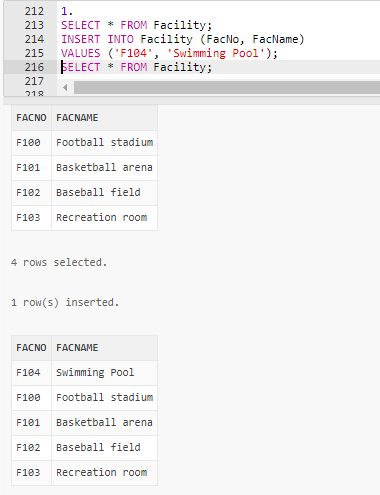 212 1.
213 SELECT * FROM Facility;
214 INSERT INTO Facility (FacNo, FacName)
215 VALUES ('F104', 'Swimming Pool');
216 SELECT * FROM Facility;
217
218
FACNO FACNAME
F100 Football stadium
F101 Basketball arena
F102 Baseball field
F103 Recreation room
4 rows selected.
1 row(s) inserted.
FACNO FACNAME
F104 Swimming Pool
F100 Football stadium
F101 Basketball arena
F102 Baseball field
F103 Recreation room